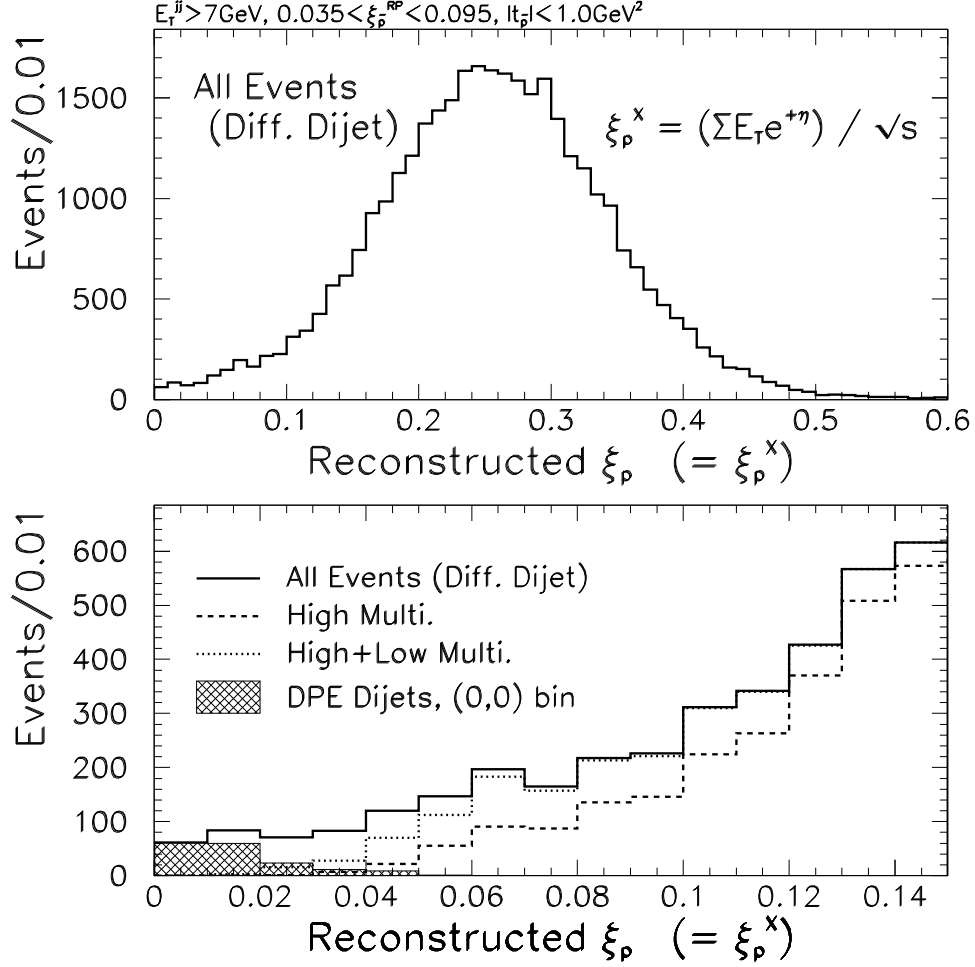 E_T^jj>7GeV, 0.035<ξ_p̄^RP<0.095, |t_p̄|<1.0GeV²
Events/0.01
1500
1000
500
0
All Events
(Diff. Dijet)
ξ_p^X = (ΣE_T e^+η) / √s
0 0.1 0.2 0.3 0.4 0.5 0.6
Reconstructed ξ_p (= ξ_p^X)
Events/0.01
600
500
400
300
200
100
0
All Events (Diff. Dijet)
High Multi.
High+Low Multi.
DPE Dijets, (0,0) bin
0 0.02 0.04 0.06 0.08 0.1 0.12 0.14
Reconstructed ξ_p (= ξ_p^X)